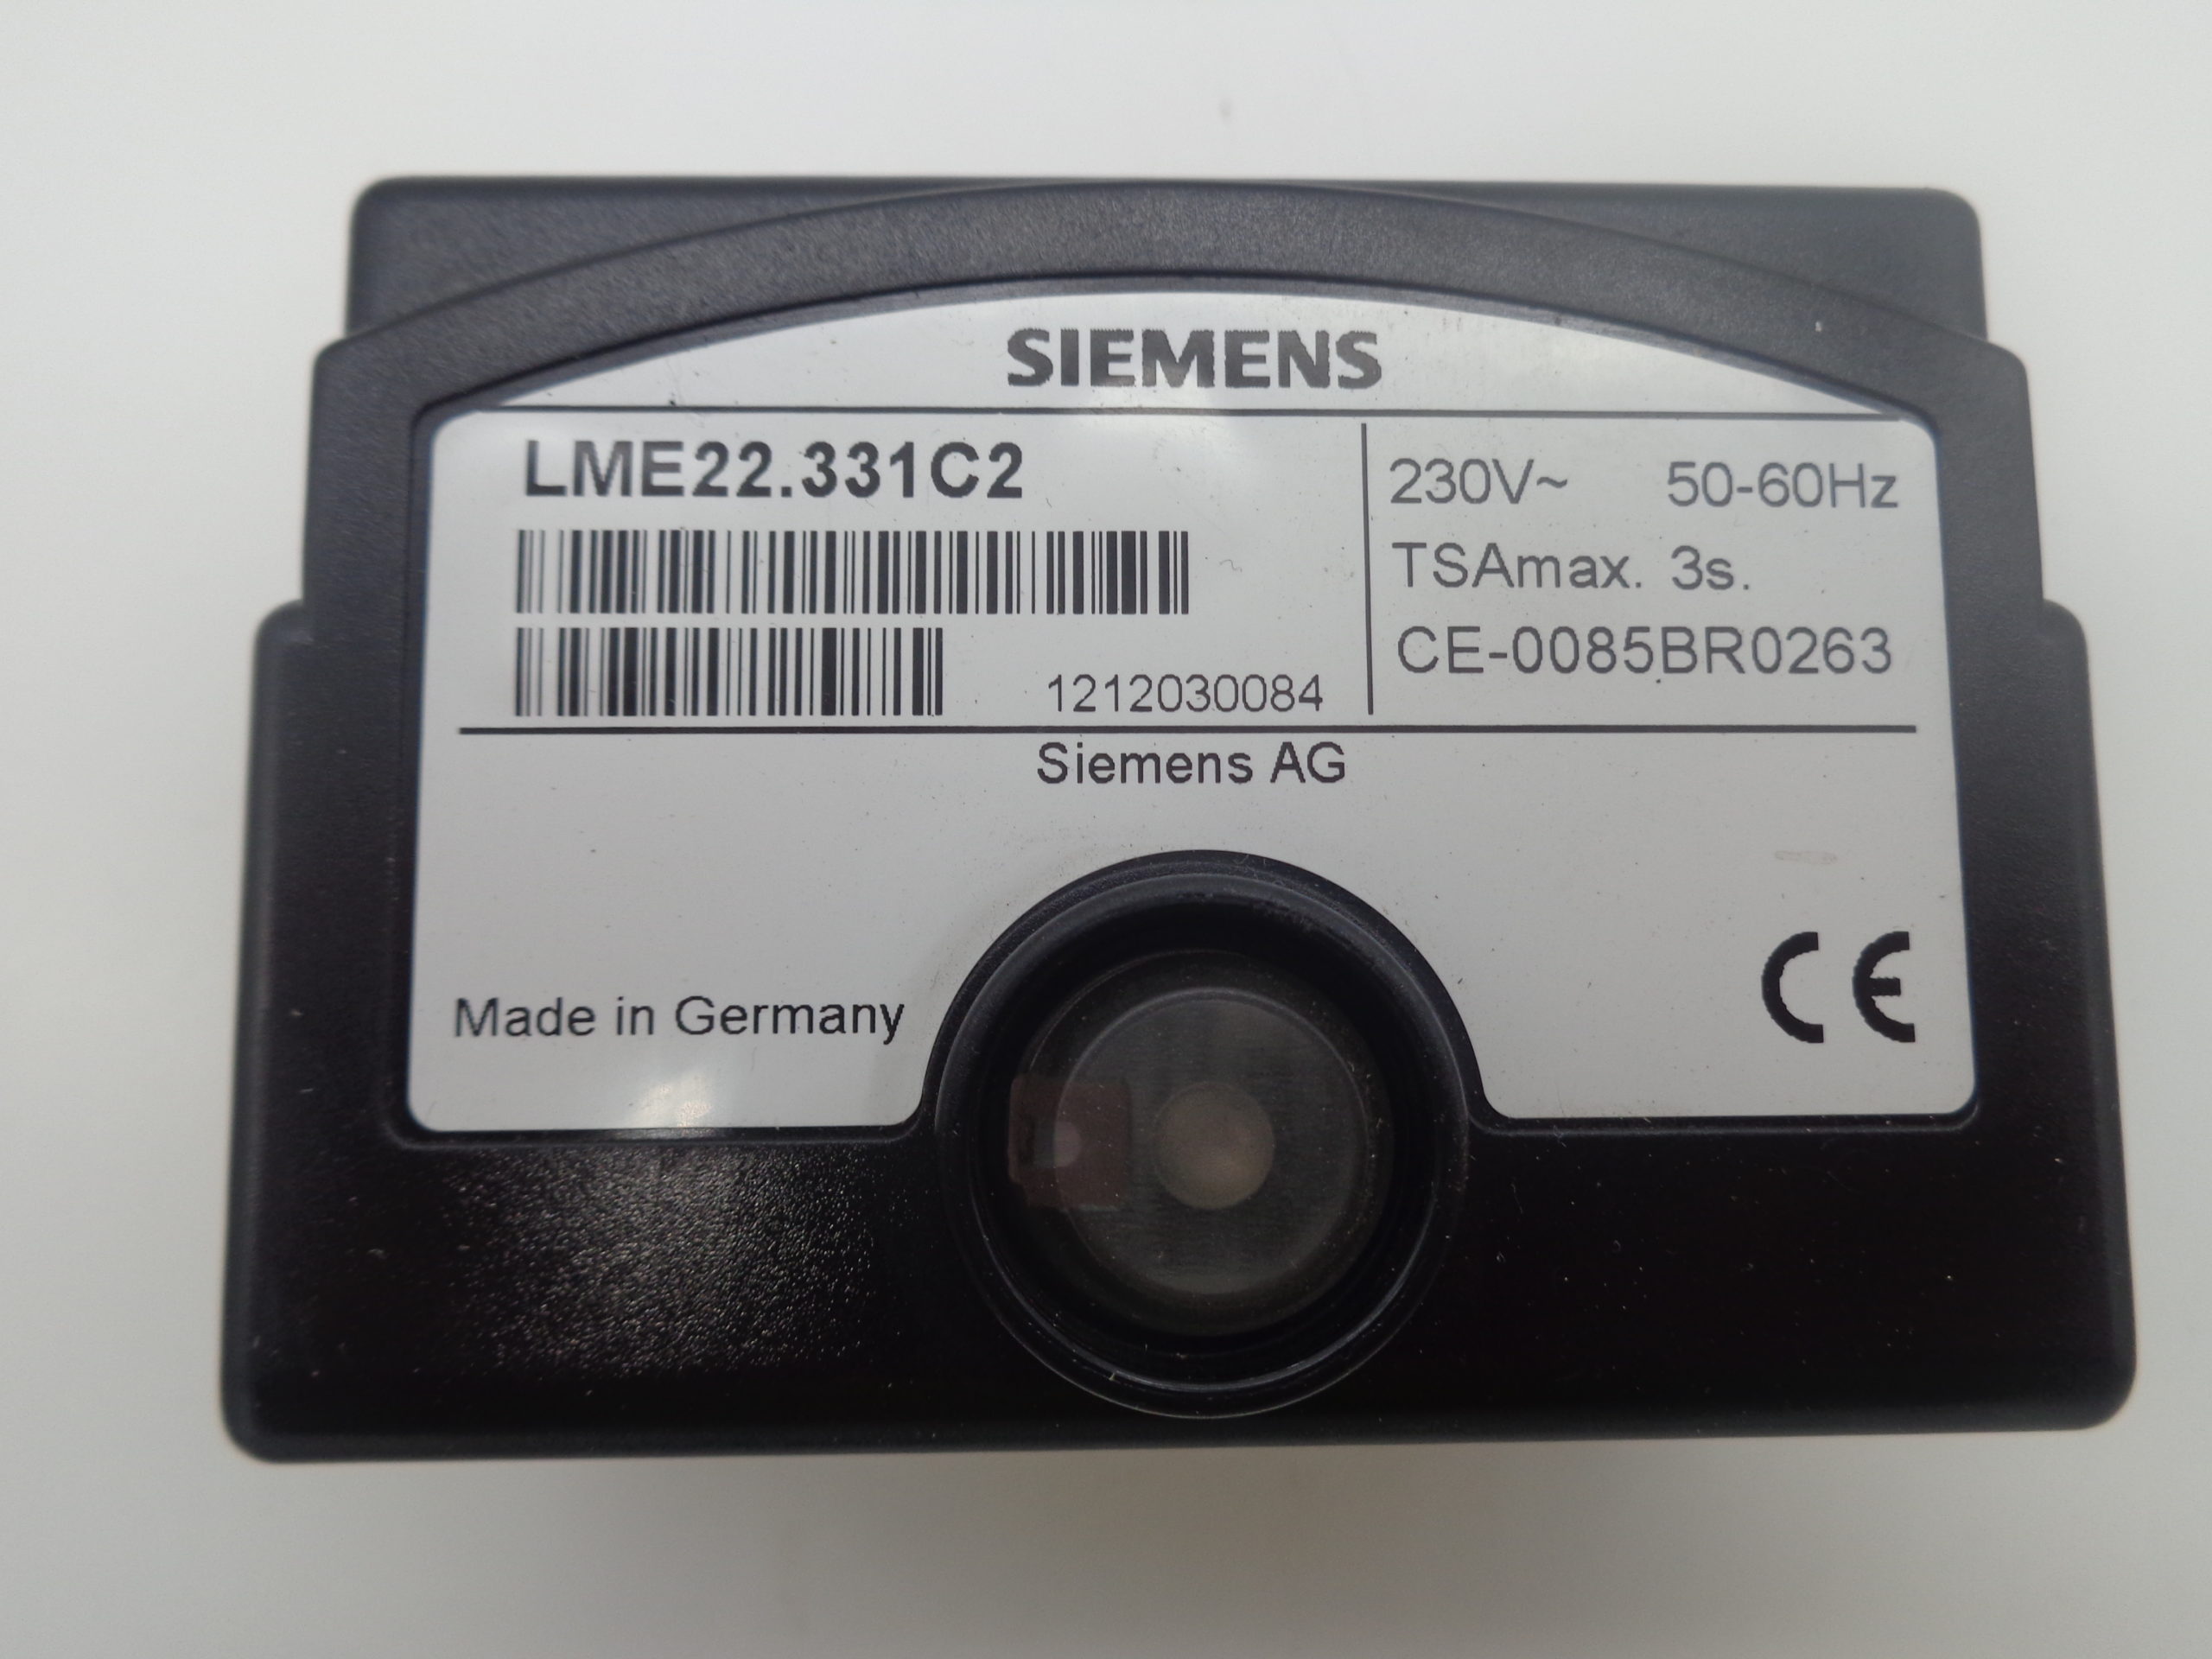 SIEMENS
LME22.331C2
230V~ 50-60Hz
TSAmax. 3s.
CE-0085BR0263
1212030084
Siemens AG
Made in Germany
CE